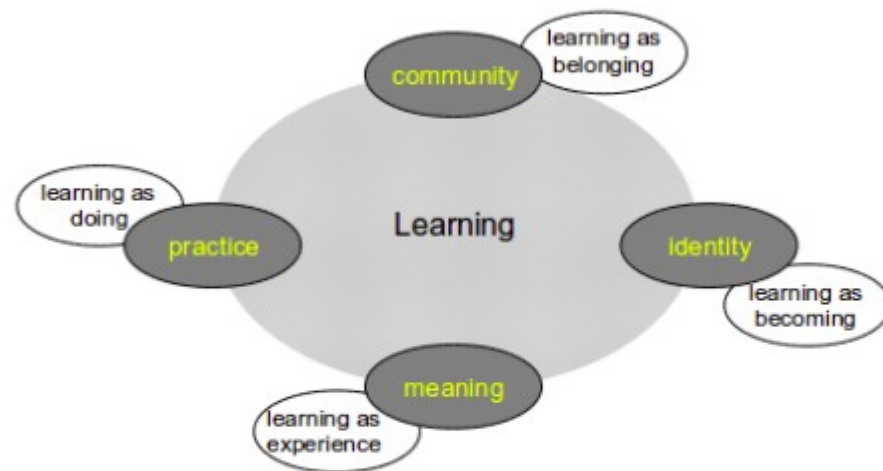 community
learning as
belonging
learning as
doing
practice
Learning
identity
learning as
becoming
meaning
learning as
experience